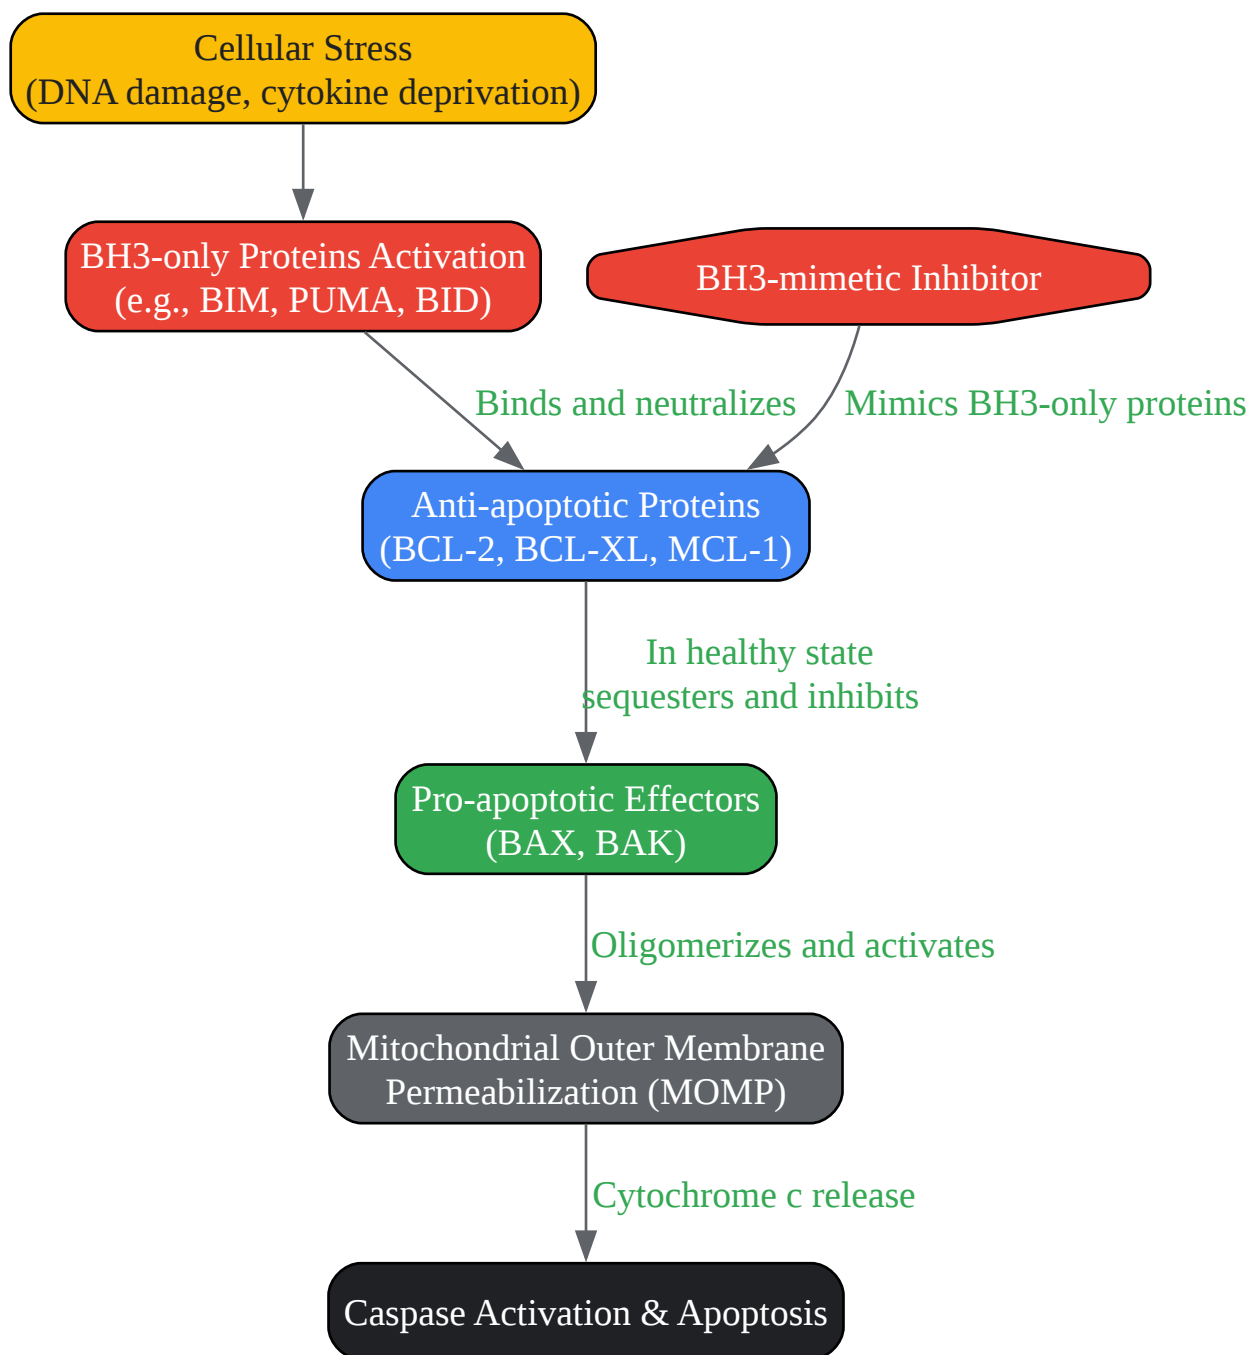 Cellular Stress
(DNA damage, cytokine deprivation)
BH3-only Proteins Activation
(e.g., BIM, PUMA, BID)
BH3-mimetic Inhibitor
Binds and neutralizes
Mimics BH3-only proteins
Anti-apoptotic Proteins
(BCL-2, BCL-XL, MCL-1)
In healthy state
sequesters and inhibits
Pro-apoptotic Effectors
(BAX, BAK)
Oligomerizes and activates
Mitochondrial Outer Membrane
Permeabilization (MOMP)
Cytochrome c release
Caspase Activation & Apoptosis